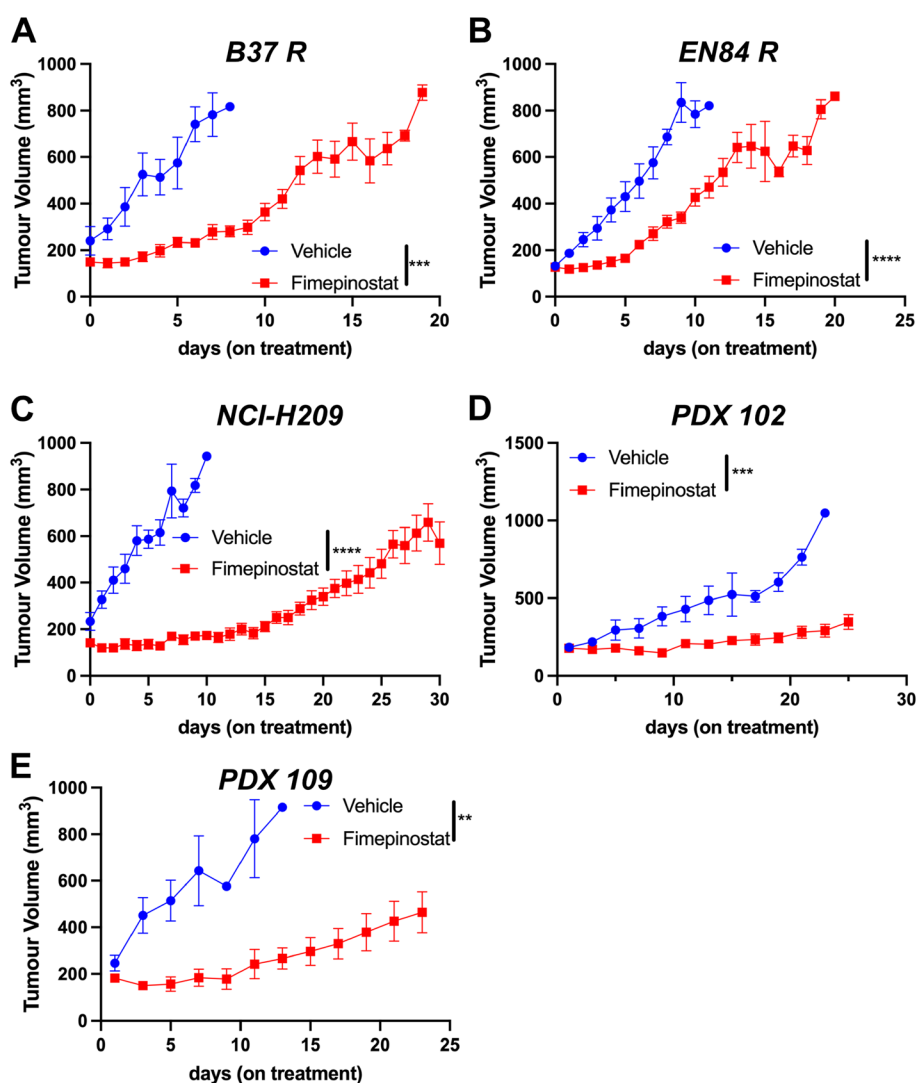 A
B37 R
Tumour Volume (mm³)
1000
800
600
400
200
0
Vehicle
Fimepinostat
***
0 5 10 15 20
days (on treatment)
B
EN84 R
Tumour Volume (mm³)
1000
800
600
400
200
0
Vehicle
Fimepinostat
****
0 5 10 15 20 25
days (on treatment)
C
NCI-H209
Tumour Volume (mm³)
1000
800
600
400
200
0
Vehicle
Fimepinostat
****
0 5 10 15 20 25 30
days (on treatment)
D
PDX 102
Tumour Volume (mm³)
1500
1000
500
0
Vehicle
Fimepinostat
***
0 10 20 30
days (on treatment)
E
PDX 109
Tumour Volume (mm³)
1000
800
600
400
200
0
Vehicle
Fimepinostat
**
0 5 10 15 20 25
days (on treatment)